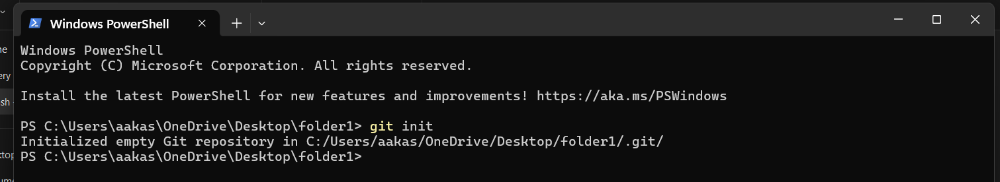 Windows PowerShell
Windows PowerShell
Copyright (C) Microsoft Corporation. All rights reserved.
Install the latest PowerShell for new features and improvements! https://aka.ms/PSWindows
PS C:\Users\aakas\OneDrive\Desktop\folder1> git init
Initialized empty Git repository in C:/Users/aakas/OneDrive/Desktop/folder1/.git/
PS C:\Users\aakas\OneDrive\Desktop\folder1>